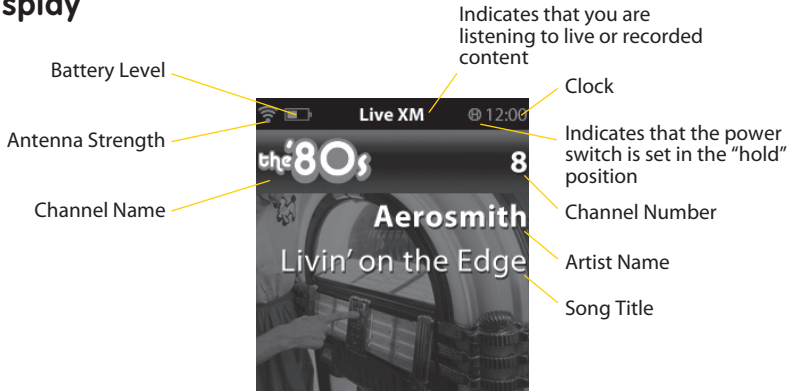 splay
Indicates that you are
listening to live or recorded
content
Battery Level
Clock
Antenna Strength
Indicates that the power
switch is set in the “hold”
position
Channel Name
Channel Number
Artist Name
Song Title
Live XM
H 12:00
the '80s
8
Aerosmith
Livin' on the Edge